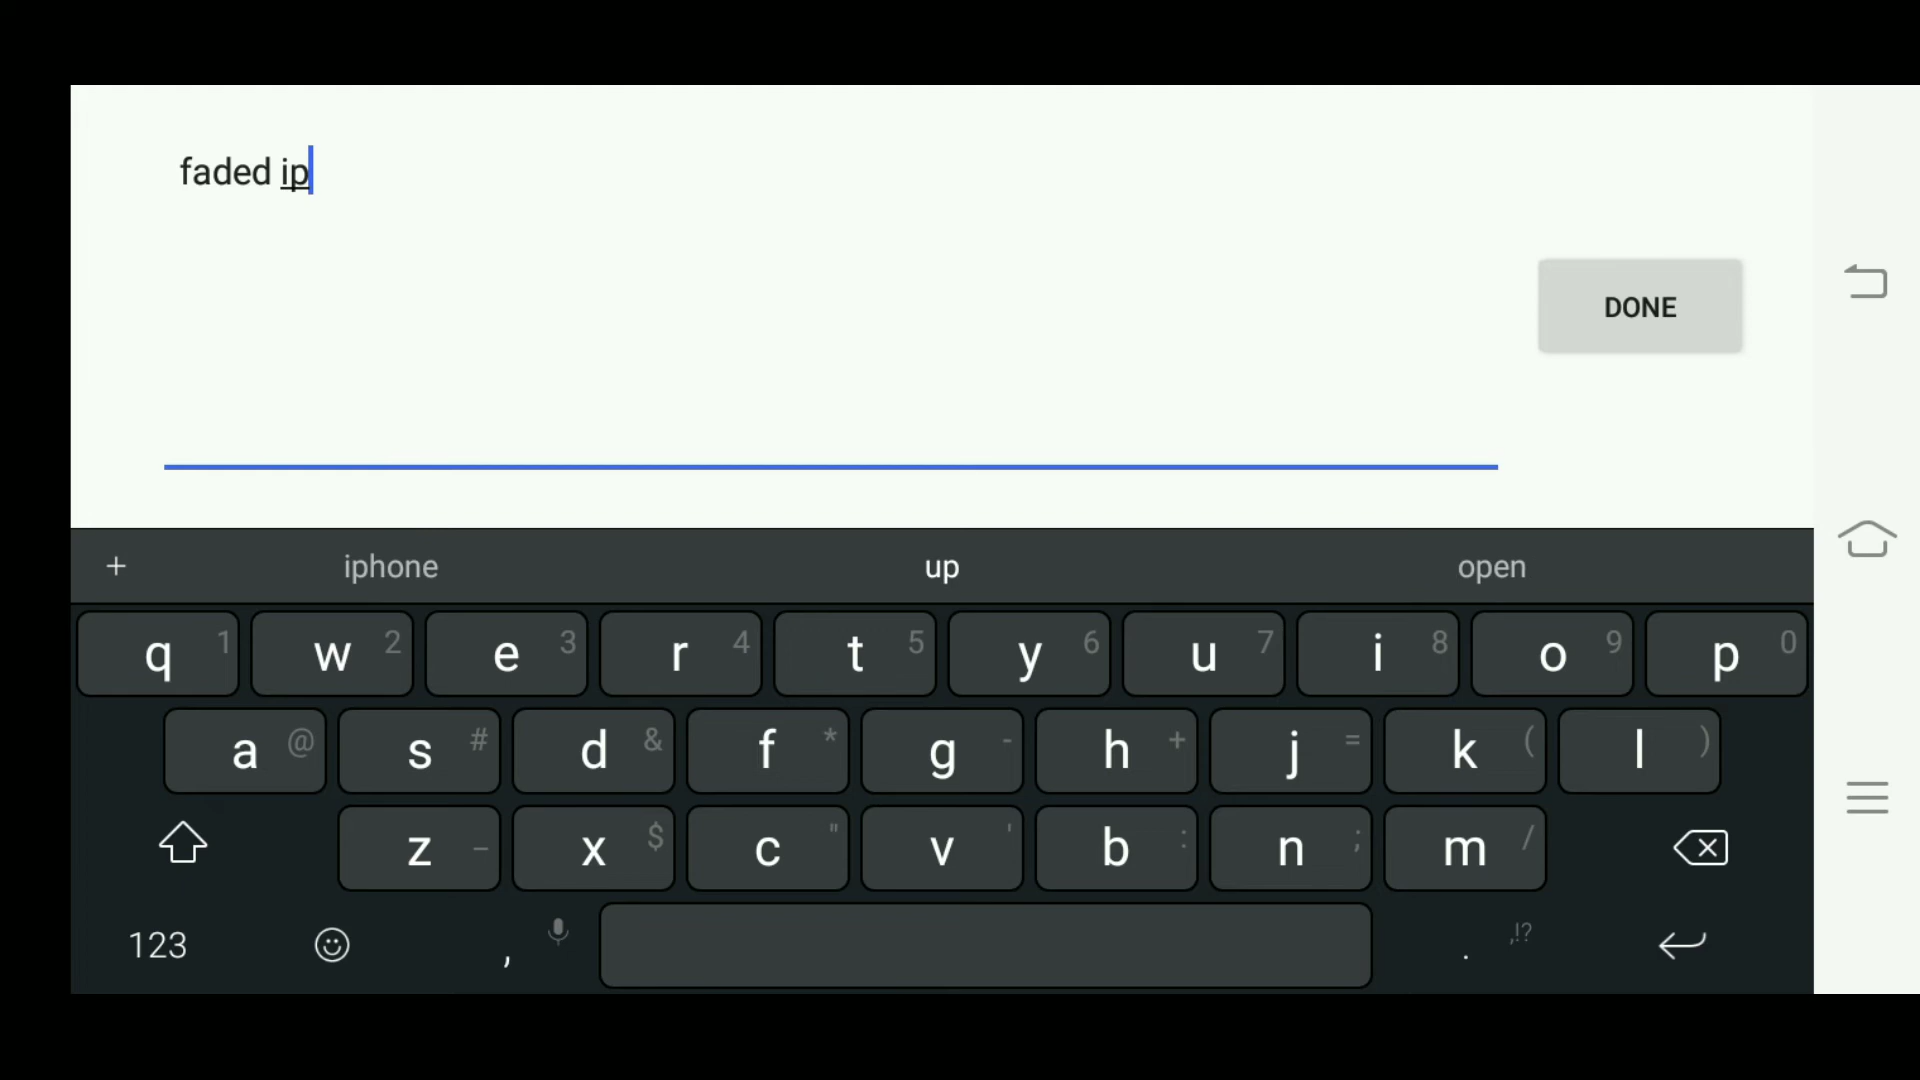 faded ip
DONE
+ iphone up open
q 1 w 2 e 3 r 4 t 5 y 6 u 7 i 8 o 9 p 0
a @ s # d & f * g - h + j = k ( l )
z _ x $ c " v ' b : n ; m /
123 , . ,!?